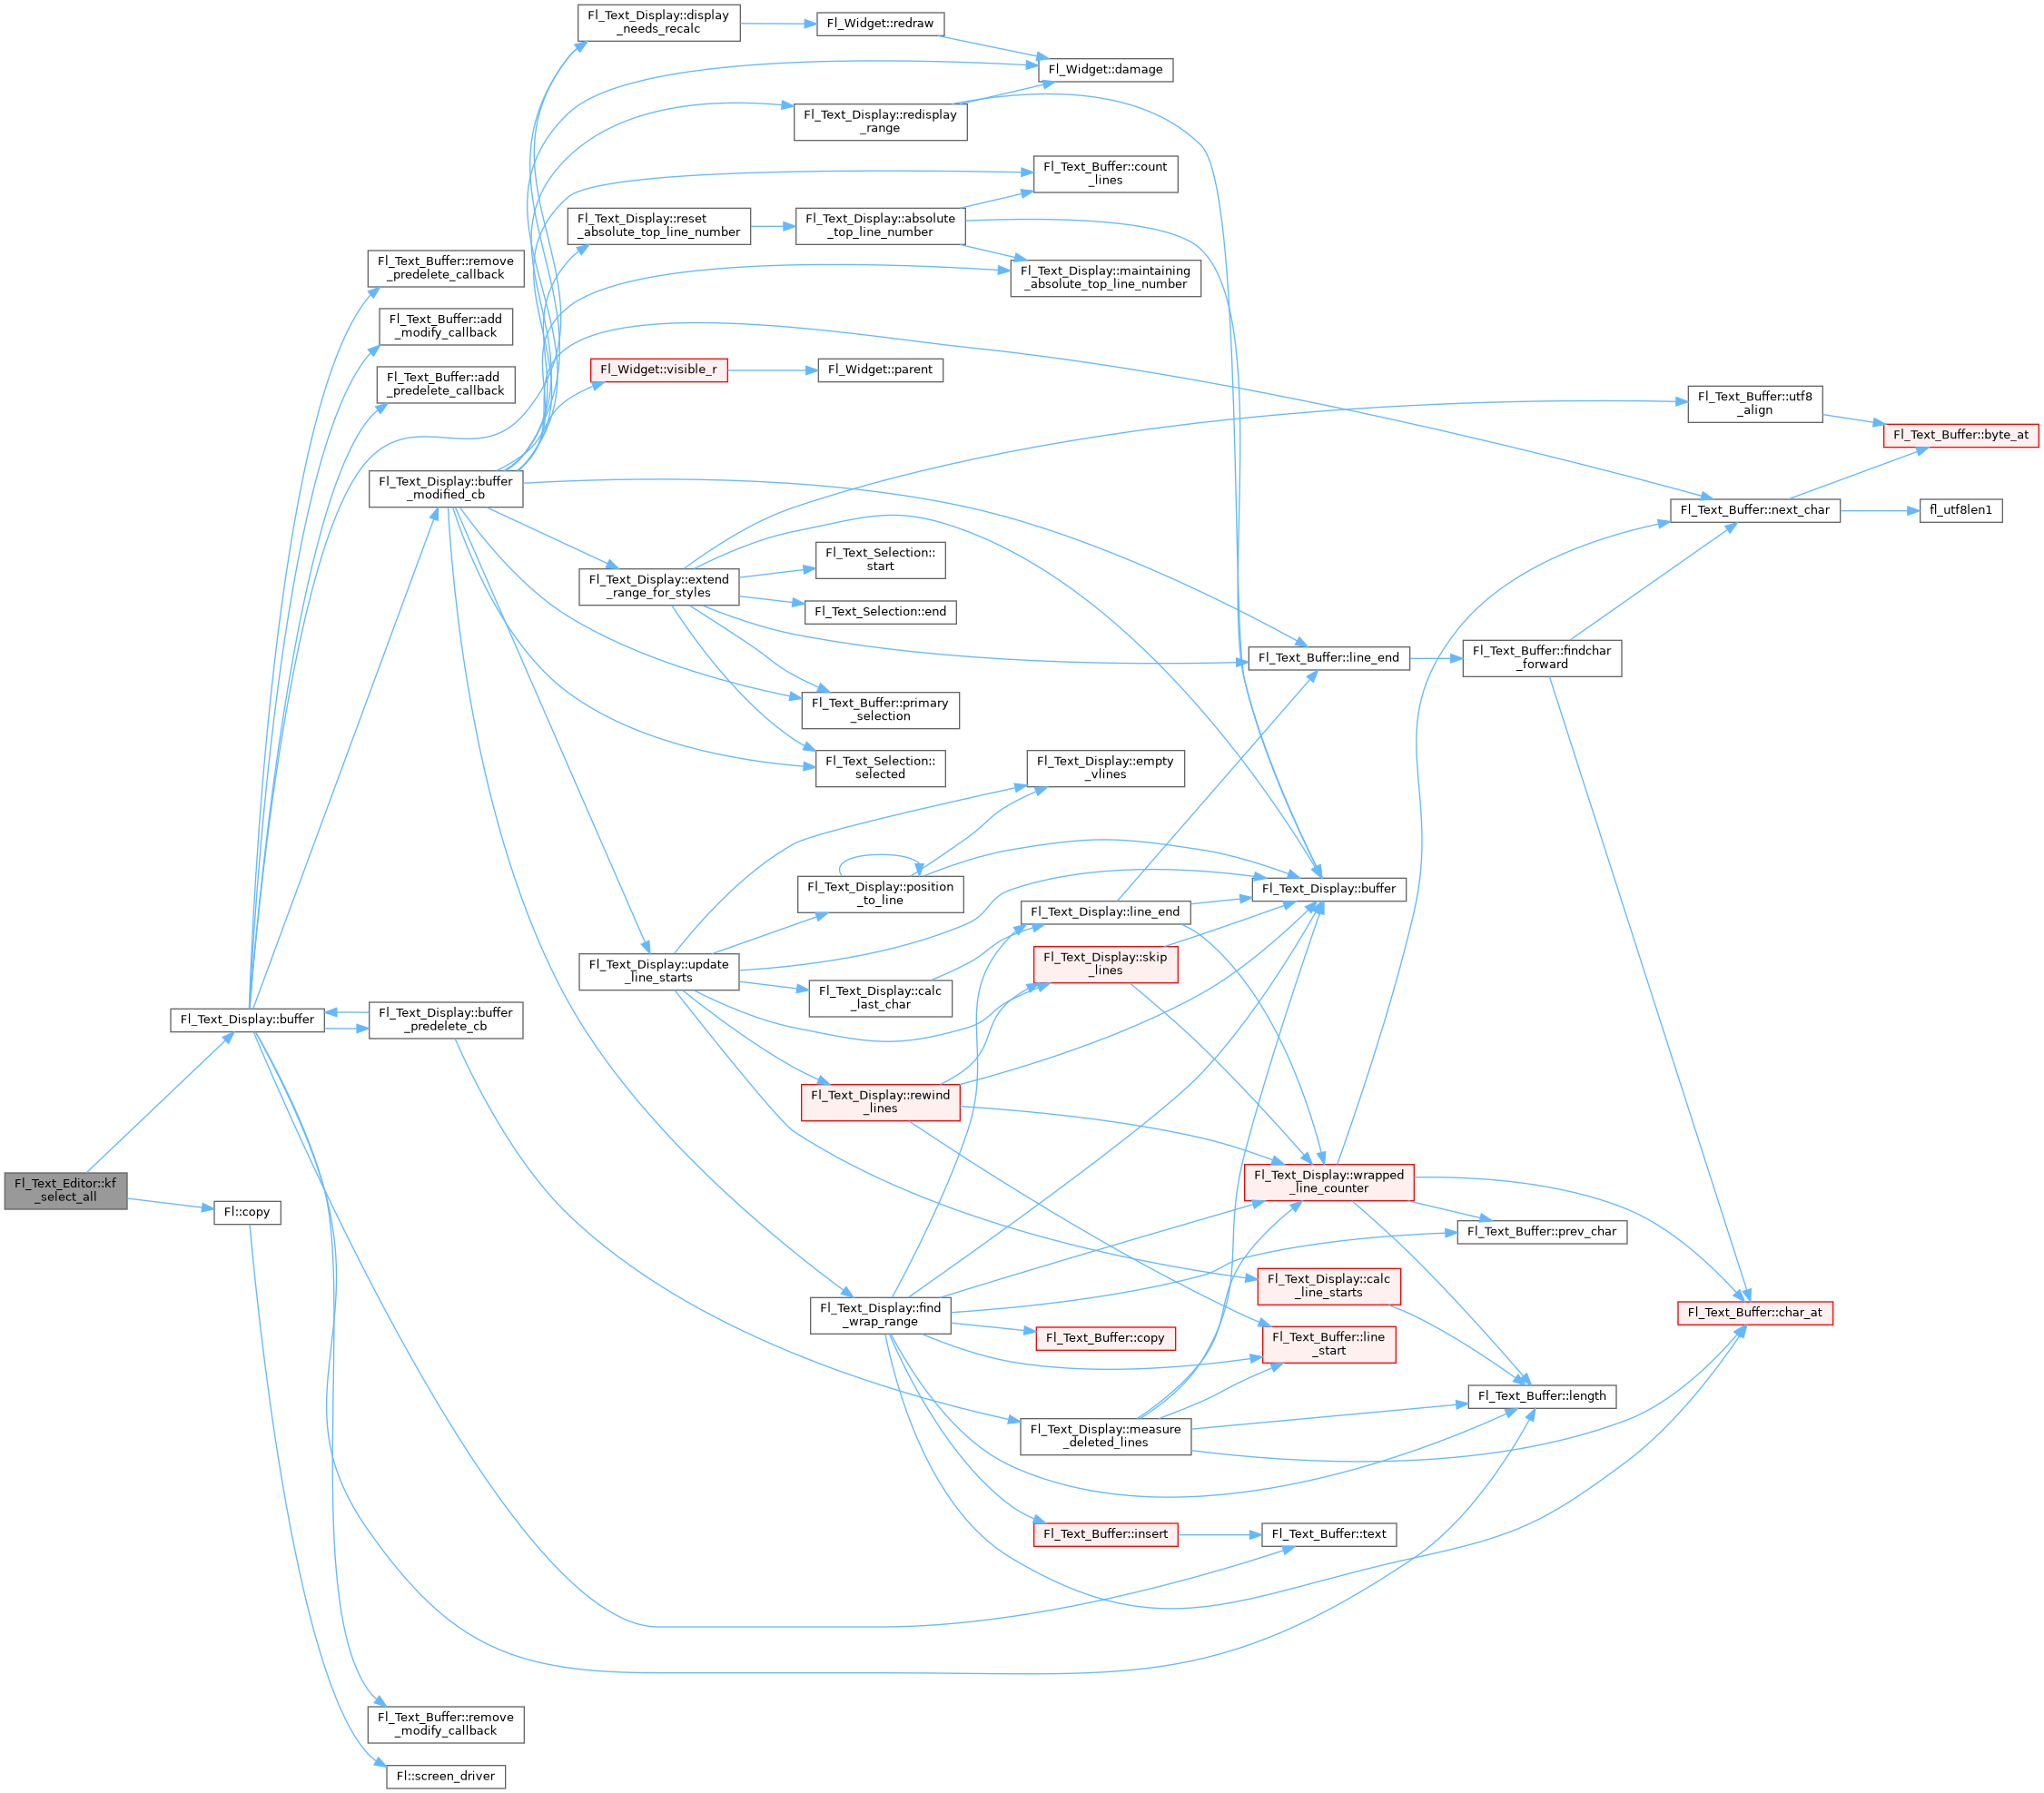 Fl_Text_Editor::kf
_select_all
Fl_Text_Display::buffer
Fl::copy
Fl_Text_Buffer::remove
_predelete_callback
Fl_Text_Buffer::add
_modify_callback
Fl_Text_Buffer::add
_predelete_callback
Fl_Text_Display::buffer
_modified_cb
Fl_Text_Display::buffer
_predelete_cb
Fl_Text_Buffer::remove
_modify_callback
Fl::screen_driver
Fl_Text_Display::display
_needs_recalc
Fl_Text_Display::reset
_absolute_top_line_number
Fl_Widget::visible_r
Fl_Text_Display::extend
_range_for_styles
Fl_Text_Display::update
_line_starts
Fl_Widget::redraw
Fl_Text_Display::redisplay
_range
Fl_Text_Display::absolute
_top_line_number
Fl_Widget::parent
Fl_Text_Selection::
start
Fl_Text_Selection::end
Fl_Text_Buffer::primary
_selection
Fl_Text_Selection::
selected
Fl_Text_Display::position
_to_line
Fl_Text_Display::calc
_last_char
Fl_Text_Display::rewind
_lines
Fl_Text_Display::find
_wrap_range
Fl_Widget::damage
Fl_Text_Buffer::count
_lines
Fl_Text_Display::maintaining
_absolute_top_line_number
Fl_Text_Display::empty
_vlines
Fl_Text_Display::line_end
Fl_Text_Display::skip
_lines
Fl_Text_Buffer::copy
Fl_Text_Display::measure
_deleted_lines
Fl_Text_Buffer::insert
Fl_Text_Buffer::line_end
Fl_Text_Display::buffer
Fl_Text_Display::wrapped
_line_counter
Fl_Text_Display::calc
_line_starts
Fl_Text_Buffer::line
_start
Fl_Text_Buffer::text
Fl_Text_Buffer::findchar
_forward
Fl_Text_Buffer::prev_char
Fl_Text_Buffer::length
Fl_Text_Buffer::utf8
_align
Fl_Text_Buffer::next_char
Fl_Text_Buffer::char_at
Fl_Text_Buffer::byte_at
fl_utf8len1